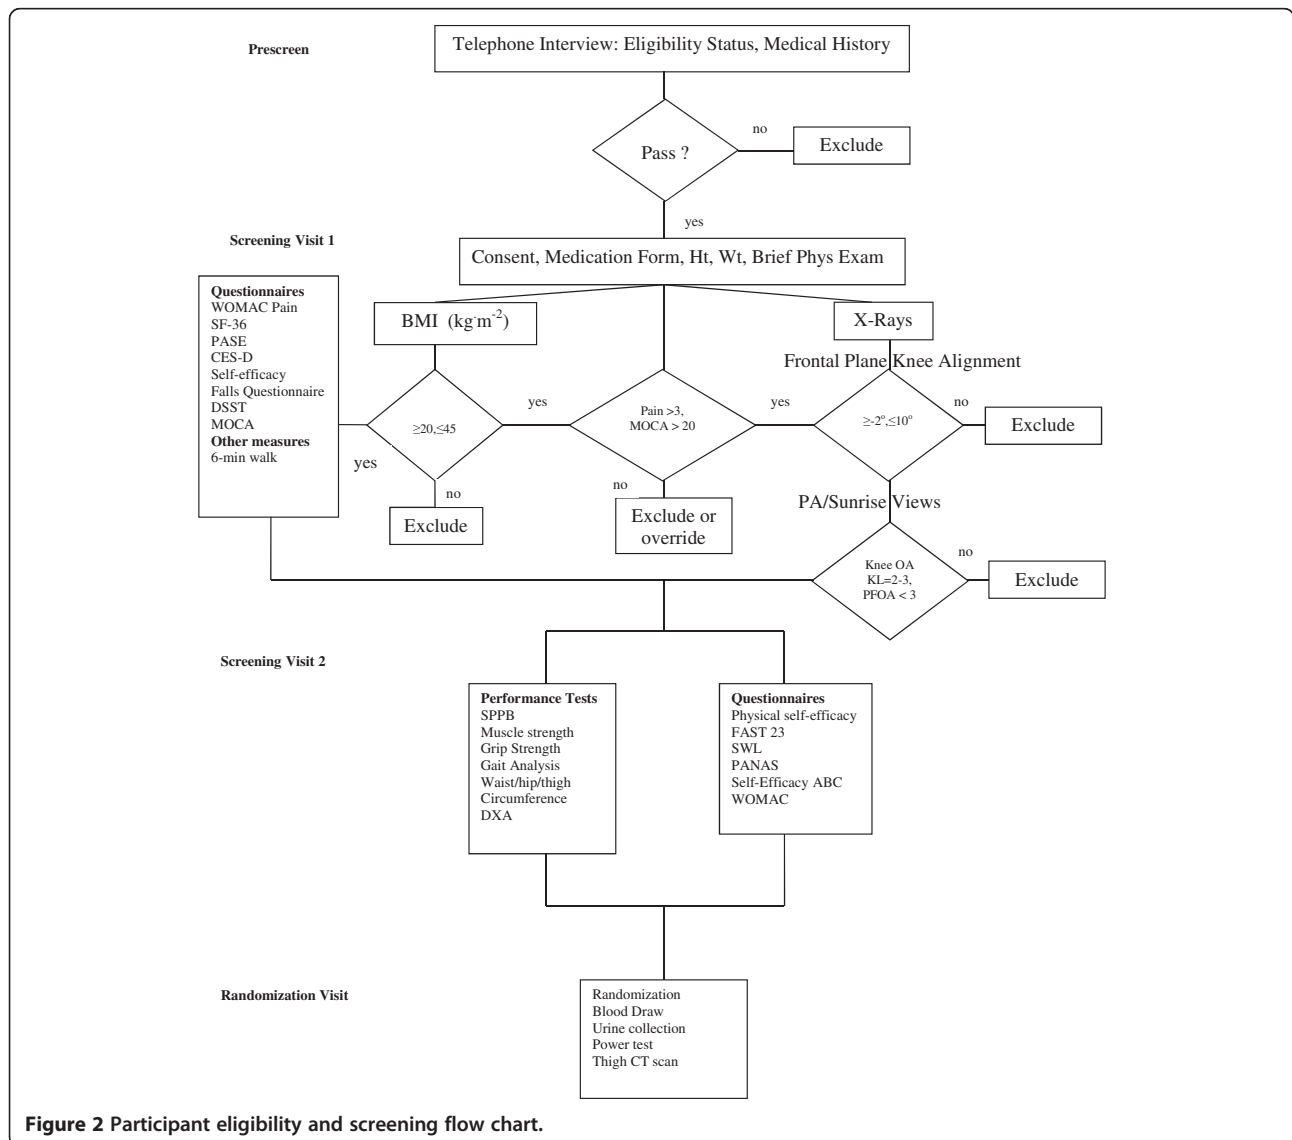 Prescreen
Telephone Interview: Eligibility Status, Medical History
Pass ?
no
Exclude
yes
Screening Visit 1
Consent, Medication Form, Ht, Wt, Brief Phys Exam
Questionnaires
WOMAC Pain
SF-36
PASE
CES-D
Self-efficacy
Falls Questionnaire
DSST
MOCA
Other measures
6-min walk
BMI (kg·m-2)
X-Rays
Frontal Plane Knee Alignment
≥20,≤45
yes
yes
no
Exclude
Pain >3,
MOCA > 20
yes
no
Exclude or
override
≥-2°,≤10°
no
Exclude
PA/Sunrise Views
Knee OA
KL=2-3,
PFOA < 3
no
Exclude
Screening Visit 2
Performance Tests
SPPB
Muscle strength
Grip Strength
Gait Analysis
Waist/hip/thigh
Circumference
DXA
Questionnaires
Physical self-efficacy
FAST 23
SWL
PANAS
Self-Efficacy ABC
WOMAC
Randomization Visit
Randomization
Blood Draw
Urine collection
Power test
Thigh CT scan
Figure 2 Participant eligibility and screening flow chart.